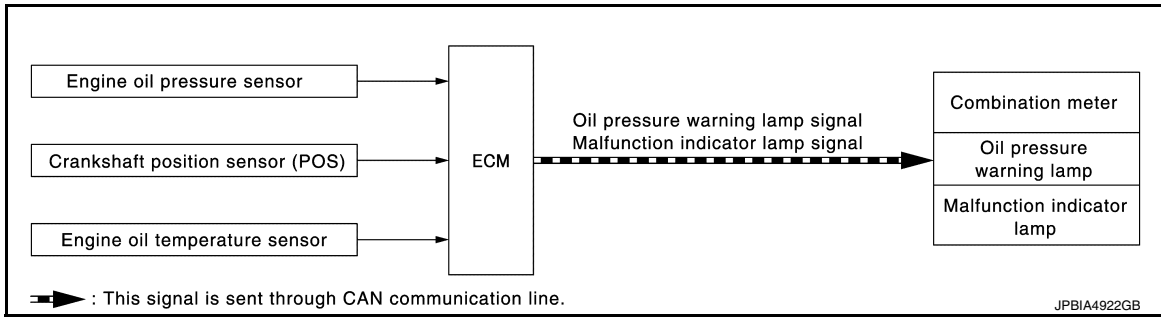 Engine oil pressure sensor
Crankshaft position sensor (POS)
Engine oil temperature sensor
ECM
Oil pressure warning lamp signal
Malfunction indicator lamp signal
Combination meter
Oil pressure
warning lamp
Malfunction indicator
lamp
: This signal is sent through CAN communication line.
JPBIA4922GB